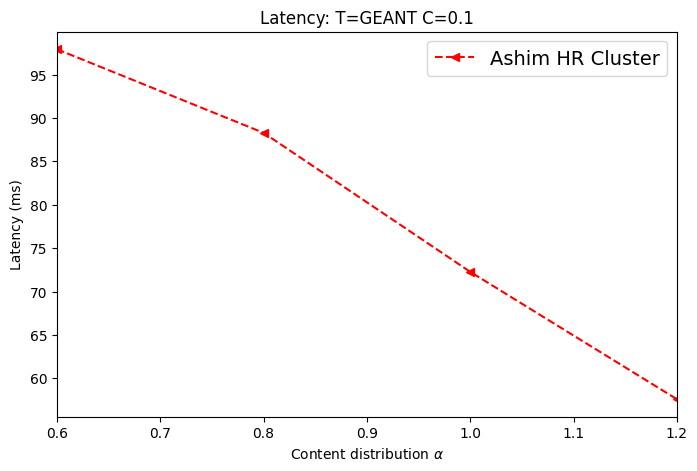 Latency: T=GEANT C=0.1
Ashim HR Cluster
95
90
85
80
75
70
65
60
Latency (ms)
0.6 0.7 0.8 0.9 1.0 1.1 1.2
Content distribution α